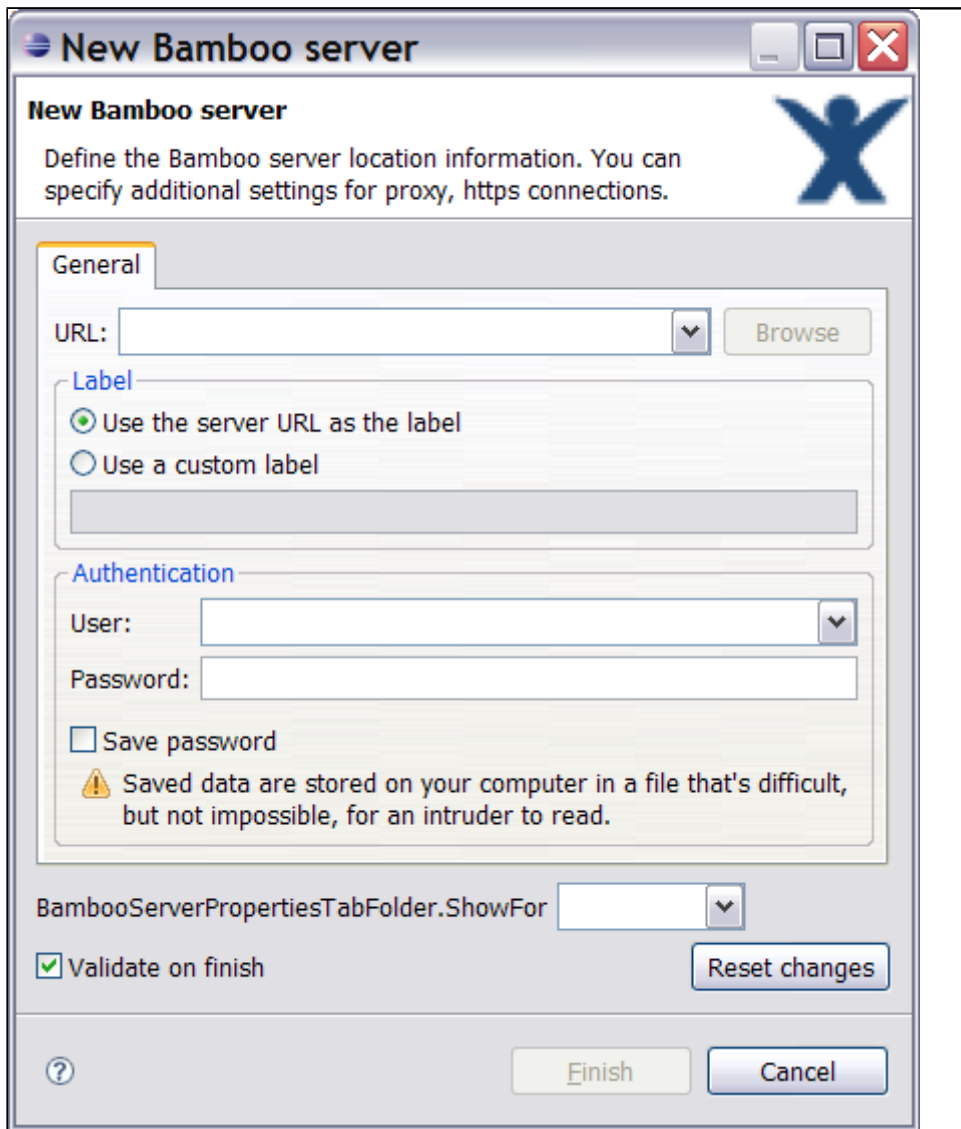 New Bamboo server
New Bamboo server
Define the Bamboo server location information. You can
specify additional settings for proxy, https connections.
General
URL:
Browse
Label
Use the server URL as the label
Use a custom label
Authentication
User:
Password:
Save password
Saved data are stored on your computer in a file that's difficult,
but not impossible, for an intruder to read.
BambooServerPropertiesTabFolder.ShowFor
Validate on finish
Reset changes
?
Finish
Cancel